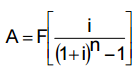 A = F[i / ((1+i)^n − 1)]